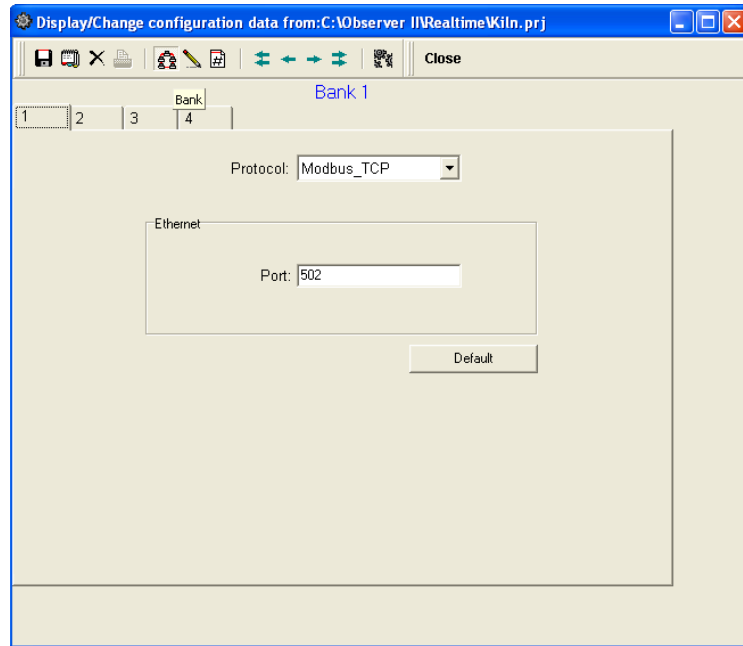 Display/Change configuration data from:C:\Observer II\Realtime\Kiln.prj
Close
Bank
Bank 1
1 2 3 4
Protocol: Modbus_TCP
Ethernet
Port: 502
Default